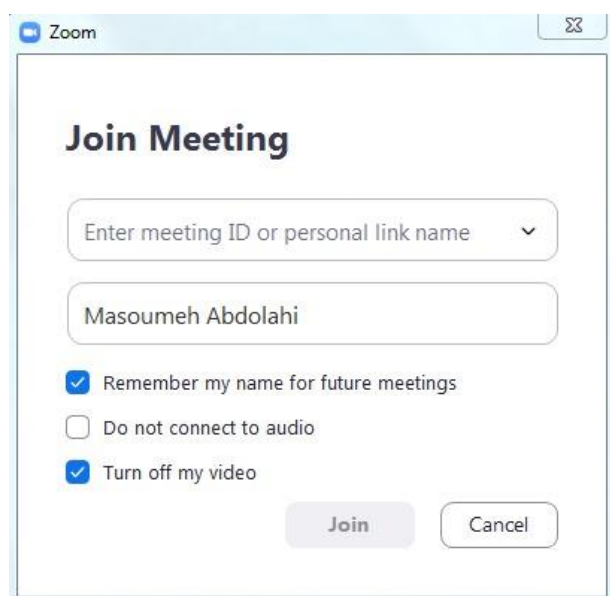 Zoom
Join Meeting
Enter meeting ID or personal link name
Masoumeh Abdolahi
Remember my name for future meetings
Do not connect to audio
Turn off my video
Join Cancel